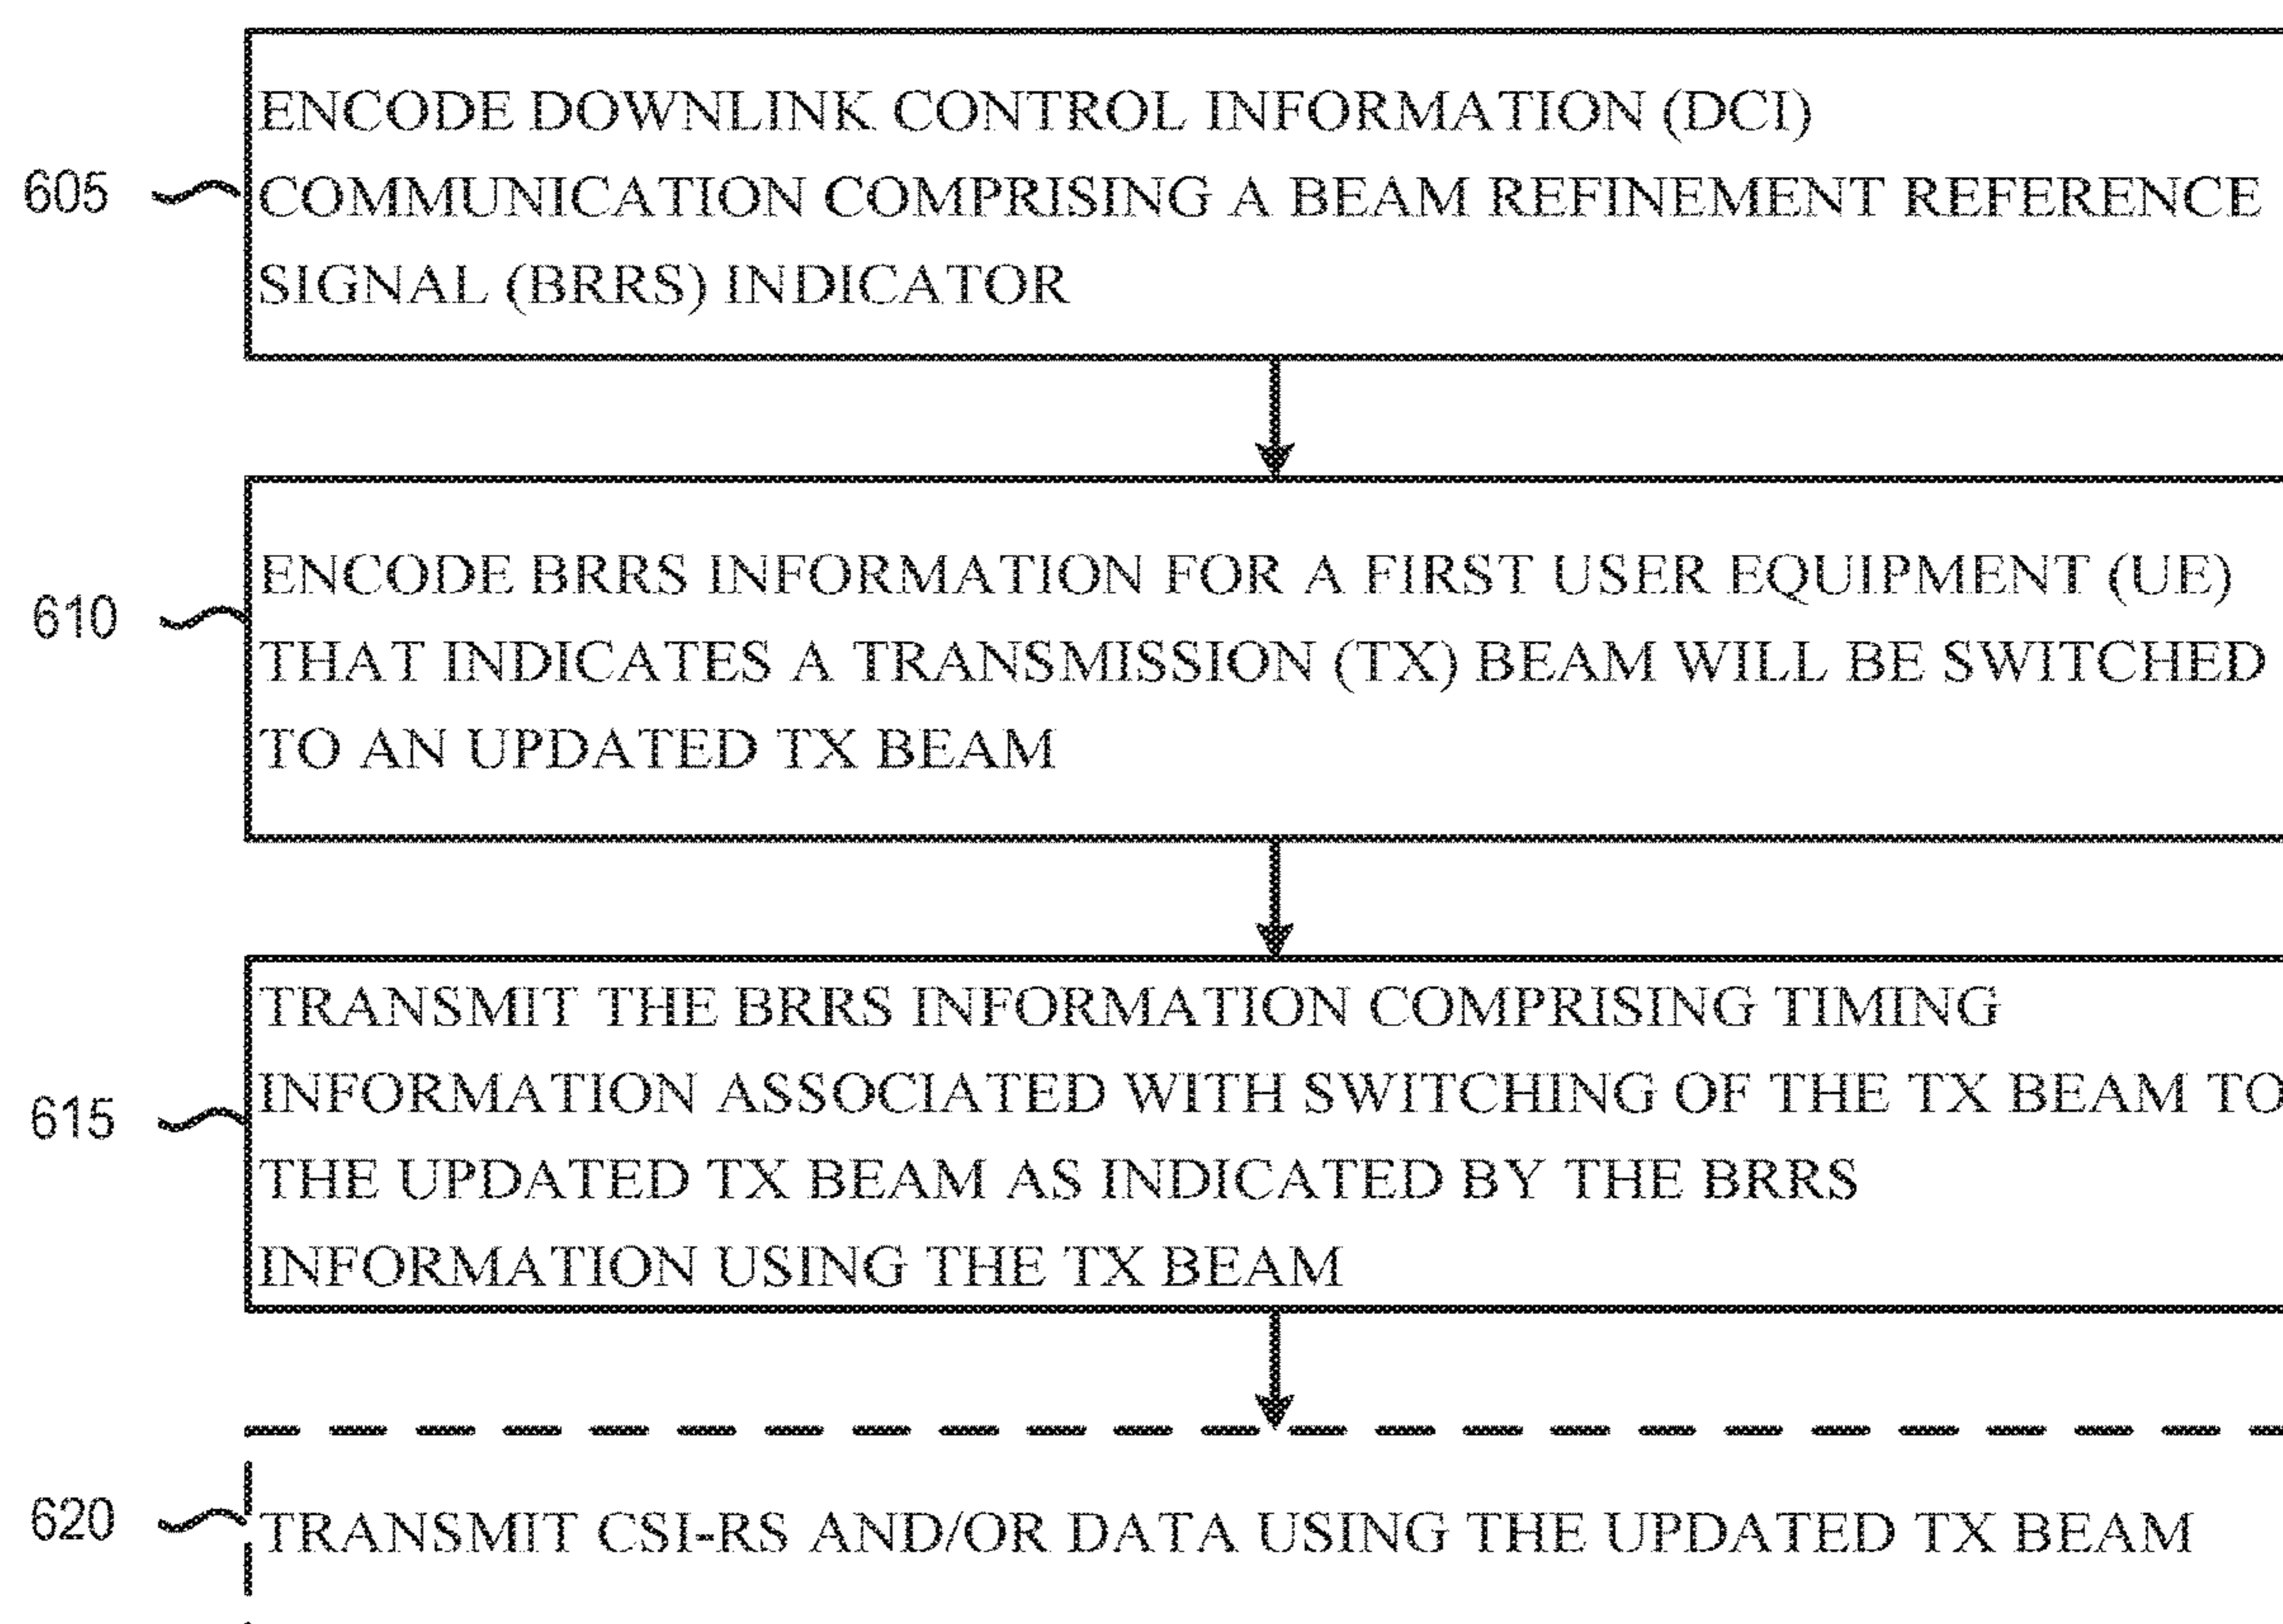 ENCODE DOWNLINK CONTROL INFORMATION (DCI)
605 COMMUNICATION COMPRISING A BEAM REFINEMENT REFERENCE
SIGNAL (BRRS) INDICATOR
ENCODE BRRS INFORMATION FOR A FIRST USER EQUIPMENT (UE)
610
THAT INDICATES A TRANSMISSION (TX) BEAM WILL BE SWITCHED
TO AN UPDATED TX BEAM
TRANSMIT THE BRRS INFORMATION COMPRISING TIMING
615 INFORMATION ASSOCIATED WITH SWITCHING OF THE TX BEAM TO
THE UPDATED TX BEAM AS INDICATED BY THE BRRS
INFORMATION USING THE TX BEAM
620 TRANSMIT CSI-RS AND/OR DATA USING THE UPDATED TX BEAM